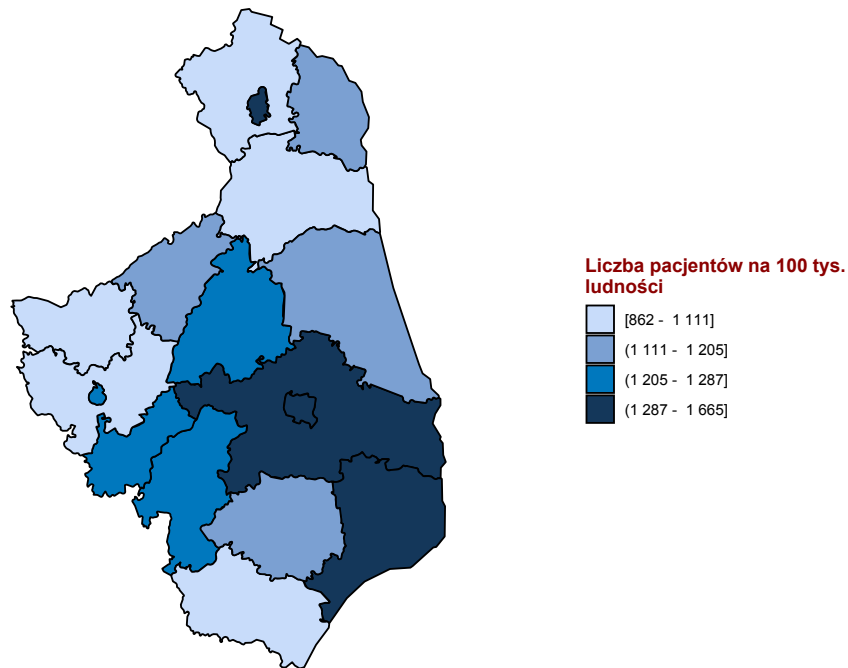 Liczba pacjentów na 100 tys.
ludności
[862 - 1 111]
(1 111 - 1 205]
(1 205 - 1 287]
(1 287 - 1 665]